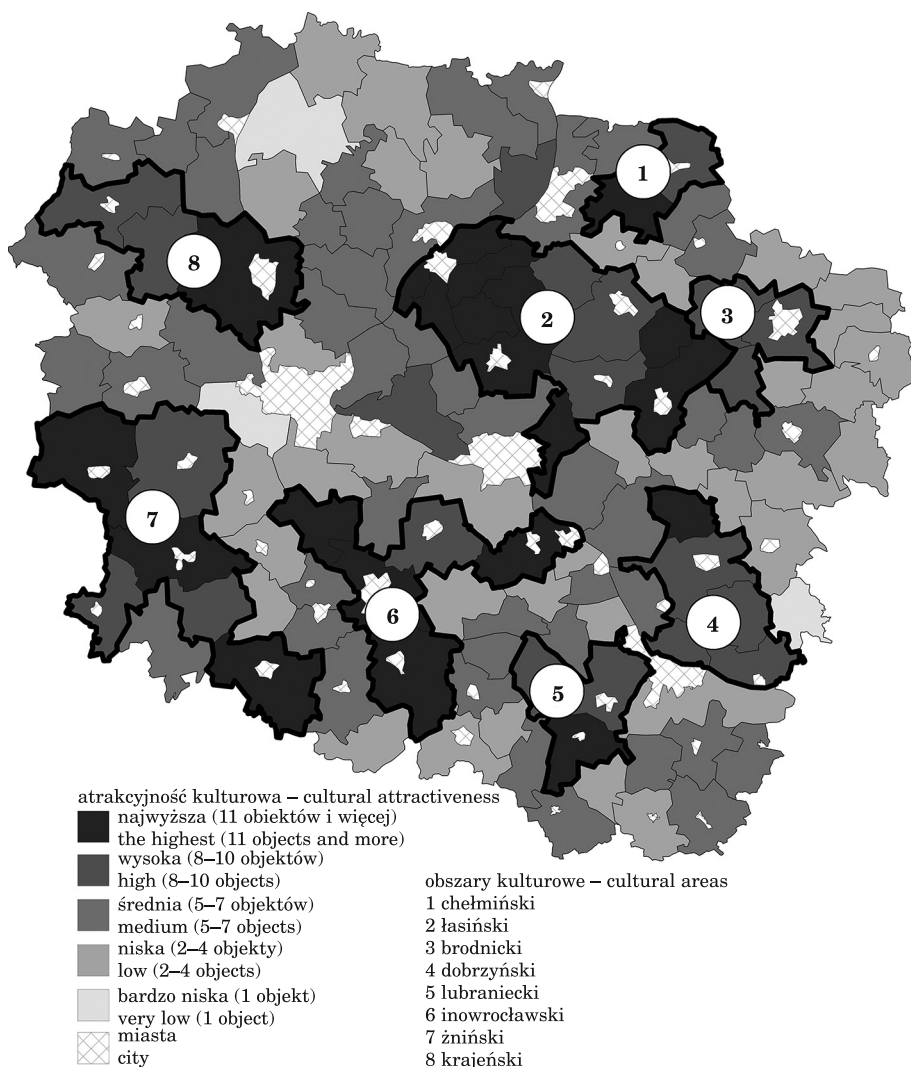 1
8
2
3
7
6
4
5
atrakcyjność kulturowa – cultural attractiveness
najwyższa (11 obiektów i więcej)
the highest (11 objects and more)
wysoka (8–10 objektów)
high (8–10 objects)
średnia (5–7 objektów)
medium (5–7 objects)
niska (2–4 objekty)
low (2–4 objects)
bardzo niska (1 objekt)
very low (1 object)
miasta
city
obszary kulturowe – cultural areas
1 chełmiński
2 łasiński
3 brodnicki
4 dobrzyński
5 lubraniecki
6 inowrocławski
7 żniński
8 krajeński